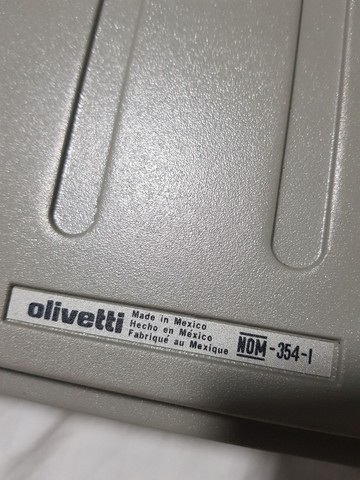 olivetti
Made in Mexico
Hecho en México
Fabriqué au Mexique
NOM-354-I